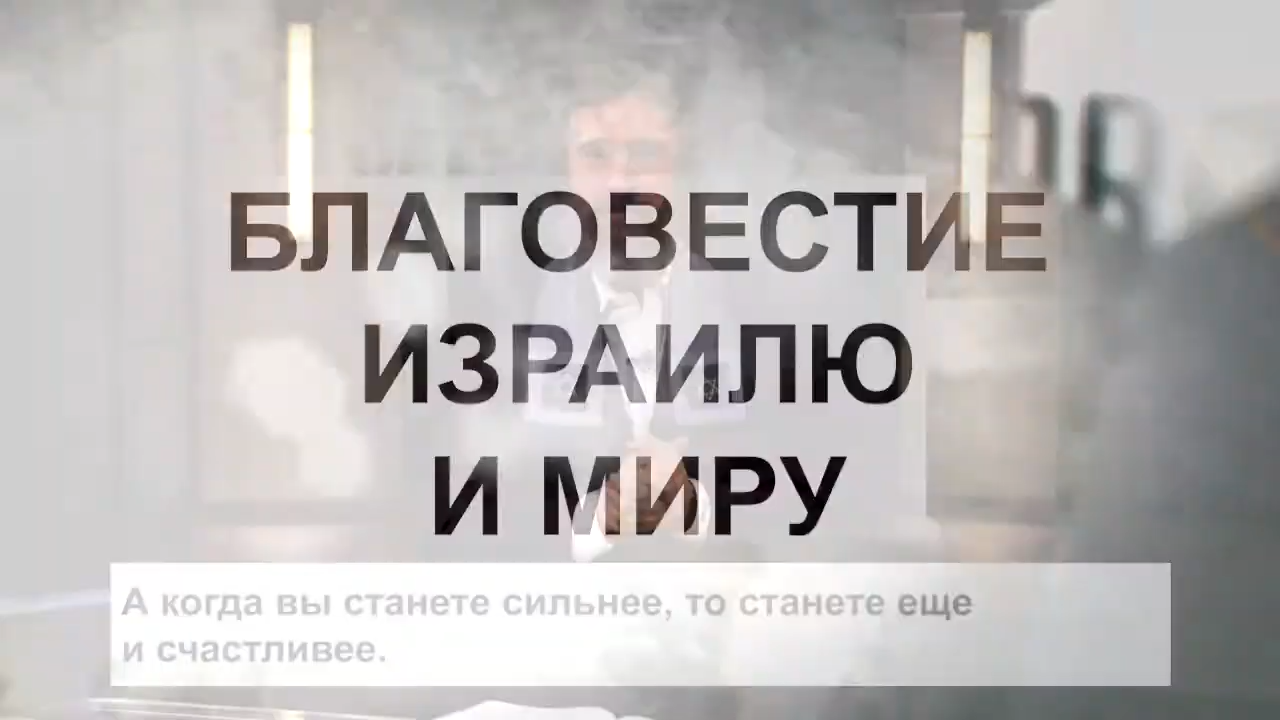 БЛАГОВЕСТИЕ
ИЗРАИЛЮ
И МИРУ
А когда вы станете сильнее, то станете еще
и счастливее.